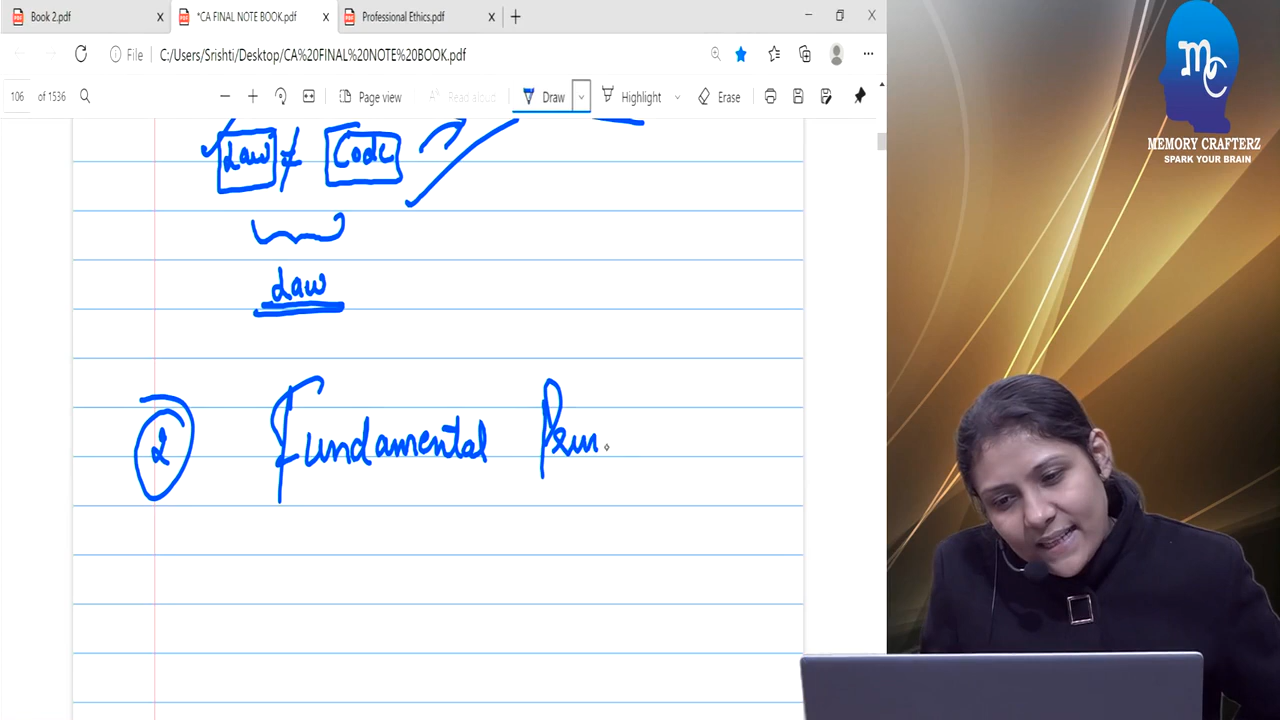 Book 2.pdf
*CA FINAL NOTE BOOK.pdf
Professional Ethics.pdf
File C:/Users/Srishti/Desktop/CA%20FINAL%20NOTE%20BOOK.pdf
106 of 1536
Page view
Read aloud
Draw
Highlight
Erase
Law ≠ Code
Law
2 Fundamental Prin
MC
MEMORY CRAFTERZ
SPARK YOUR BRAIN